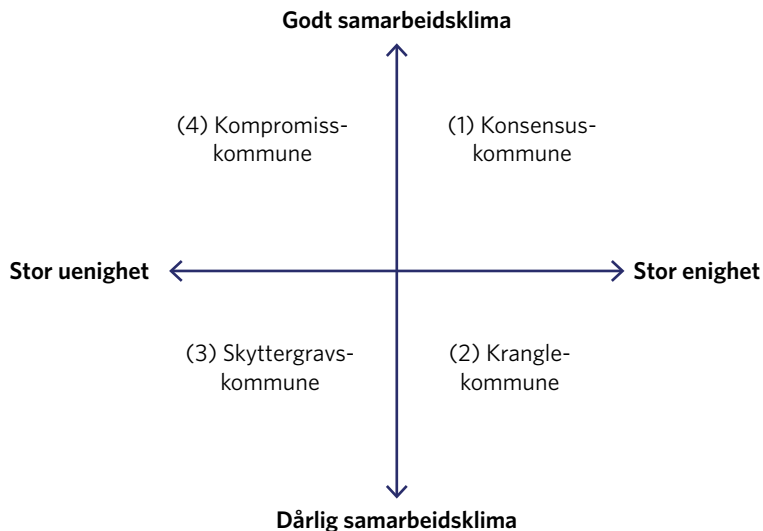 Godt samarbeidsklima
(4) Kompromiss-
kommune
(1) Konsensus-
kommune
Stor uenighet
Stor enighet
(3) Skyttergravs-
kommune
(2) Krangle-
kommune
Dårlig samarbeidsklima